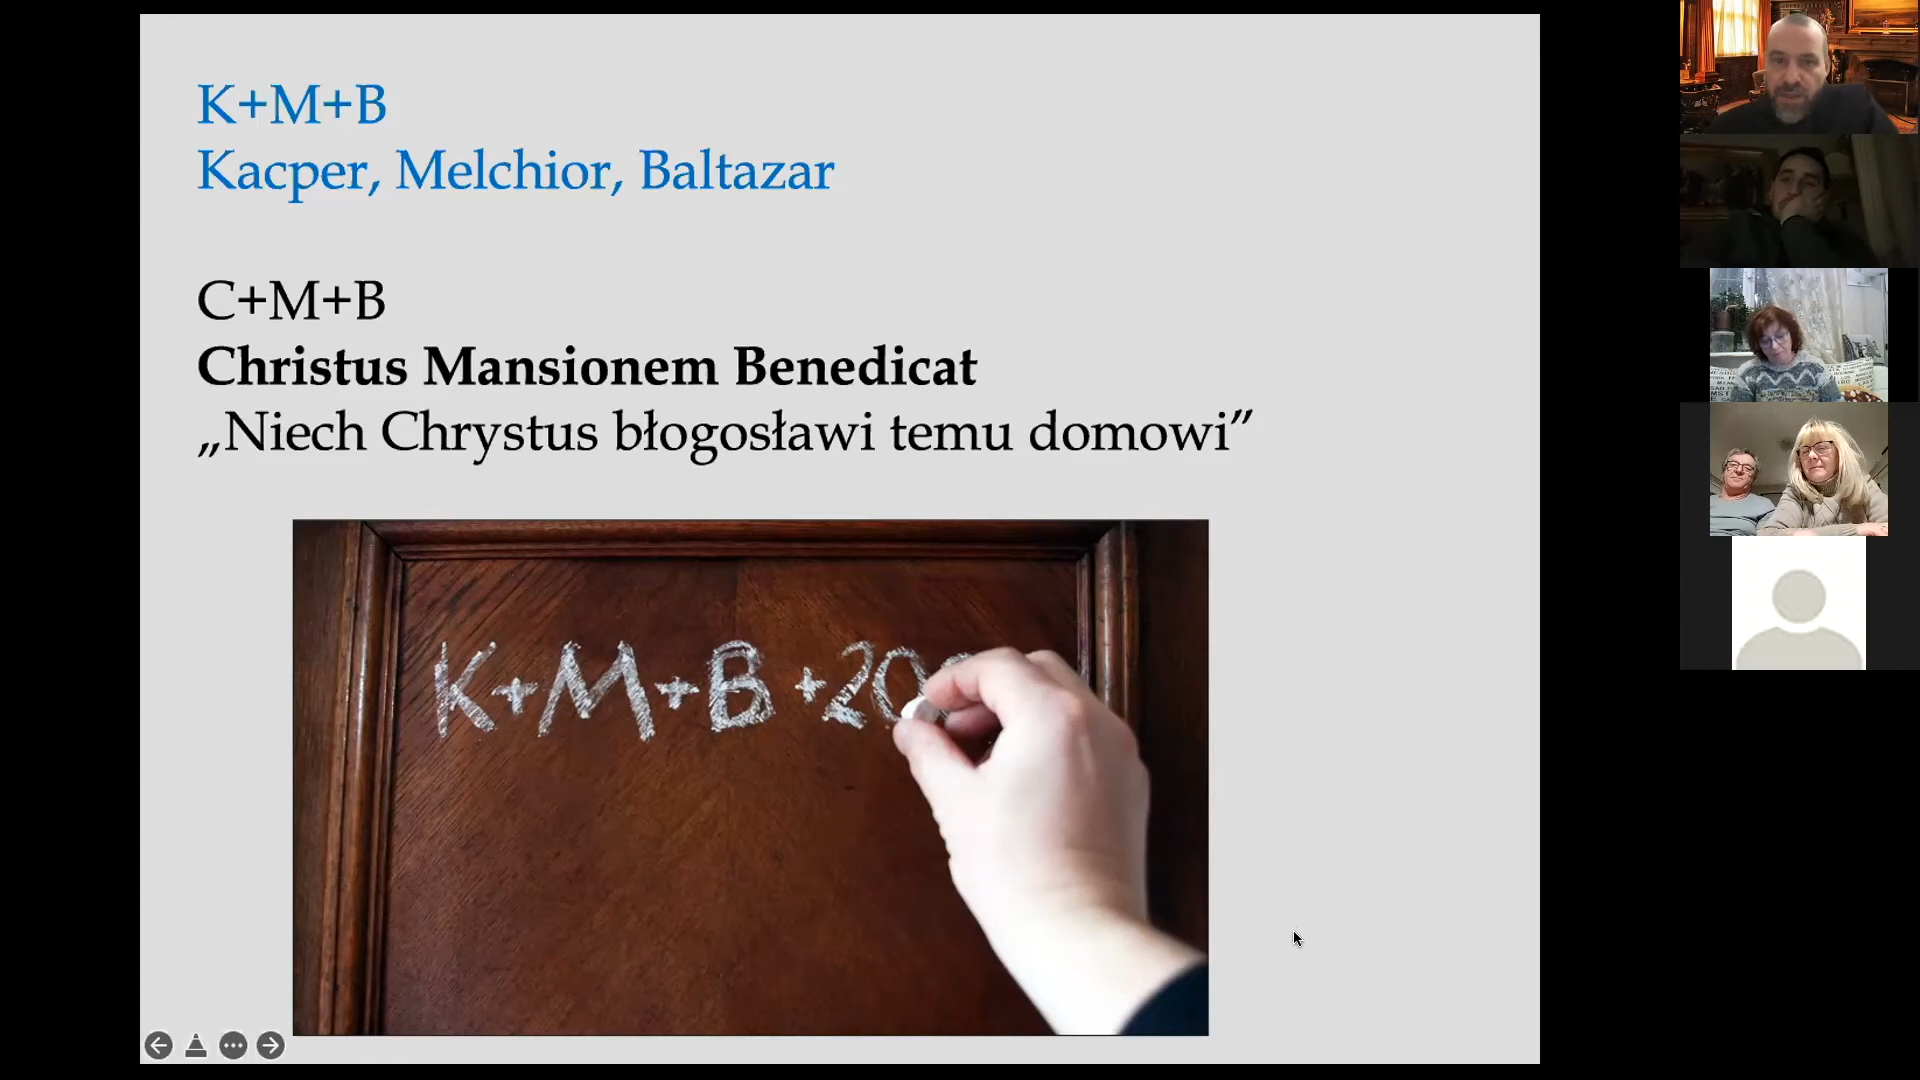 K+M+B
Kacper, Melchior, Baltazar
C+M+B
Christus Mansionem Benedicat
„Niech Chrystus błogosławi temu domowi”
K+M+B+20